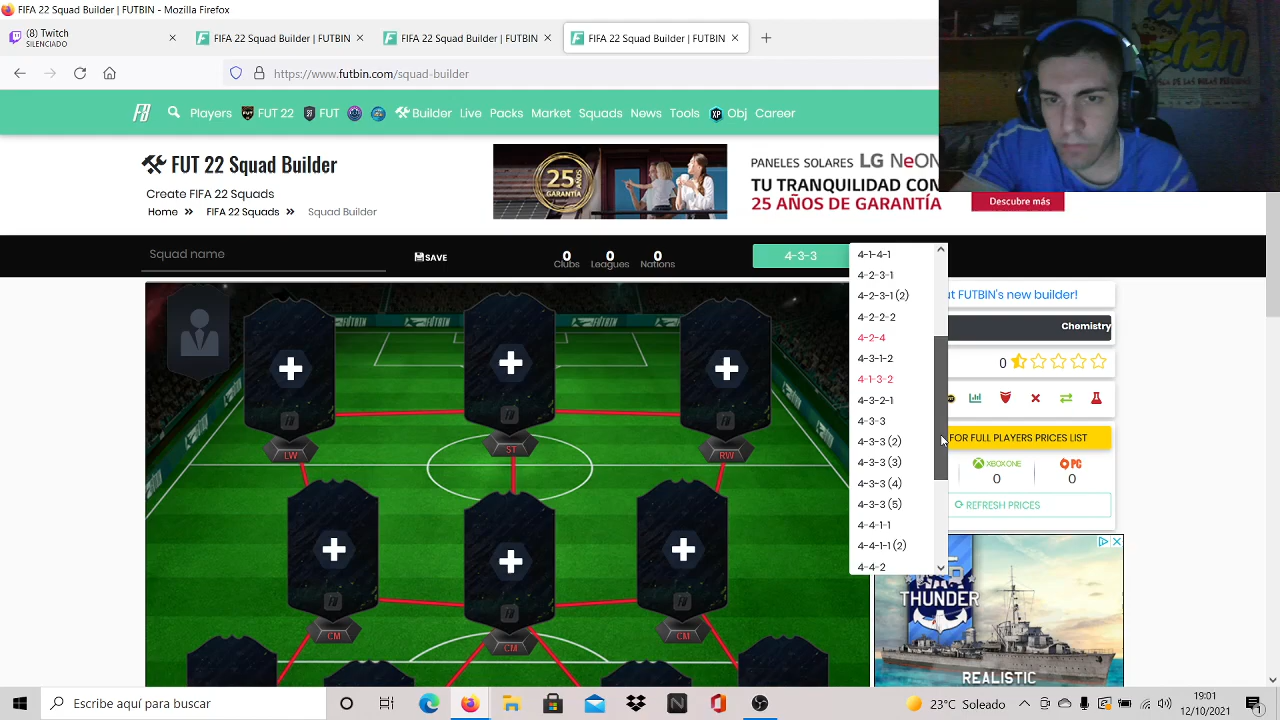 FIFA 22 Squad Builder | FUTBIN - Mozilla Firefox
(8) Twitch
SILENCIADO
FIFA 22 Squad Builder | FUTBIN
FIFA 22 Squad Builder | FUTBIN
FIFA 22 Squad Builder | FUTBIN
https://www.futbin.com/squad-builder
Players FUT 22 FUT Builder Live Packs Market Squads News Tools XP Obj Career
FUT 22 Squad Builder
Create FIFA 22 Squads
Home FIFA 22 Squads Squad Builder
25
AÑOS
GARANTÍA
PANELES SOLARES LG NeON
TU TRANQUILIDAD CON
25 AÑOS DE GARANTÍA
Descubre más
Squad name
SAVE
0 Clubs
0 Leagues
0 Nations
4-3-3
4-1-4-1
4-2-3-1
4-2-3-1 (2)
4-2-2-2
4-2-4
4-3-1-2
4-1-3-2
4-3-2-1
4-3-3
4-3-3 (2)
4-3-3 (3)
4-3-3 (4)
4-3-3 (5)
4-4-1-1
4-4-1-1 (2)
4-4-2
ut FUTBIN's new builder!
Chemistry
0
FOR FULL PLAYERS PRICES LIST
XBOX ONE
0
PC
0
REFRESH PRICES
LW
ST
RW
CM
CM
CM
THUNDER
REALISTIC
Escribe aquí para buscar
23°
19:01
12/10/2021
1